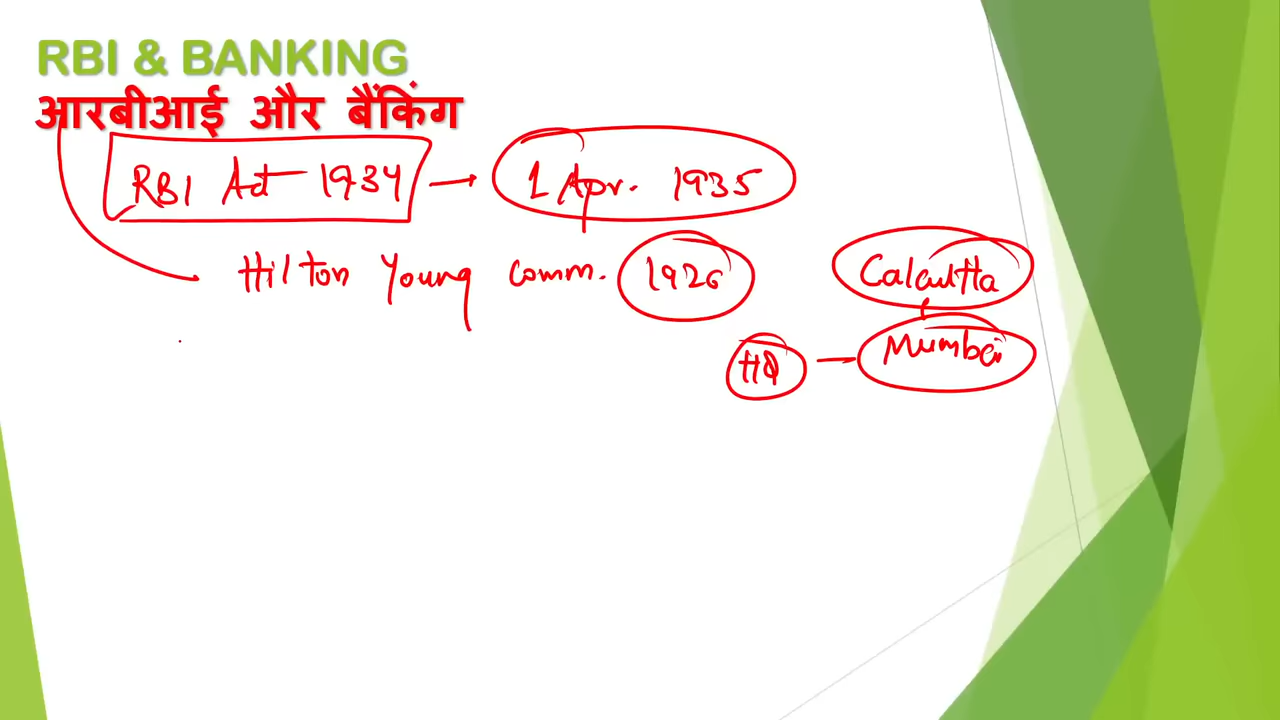 RBI & BANKING
आरबीआई और बैंकिंग
RBI Act 1934 → 1 Apr. 1935
Hilton Young comm. 1926
Calcutta
HQ — Mumbai